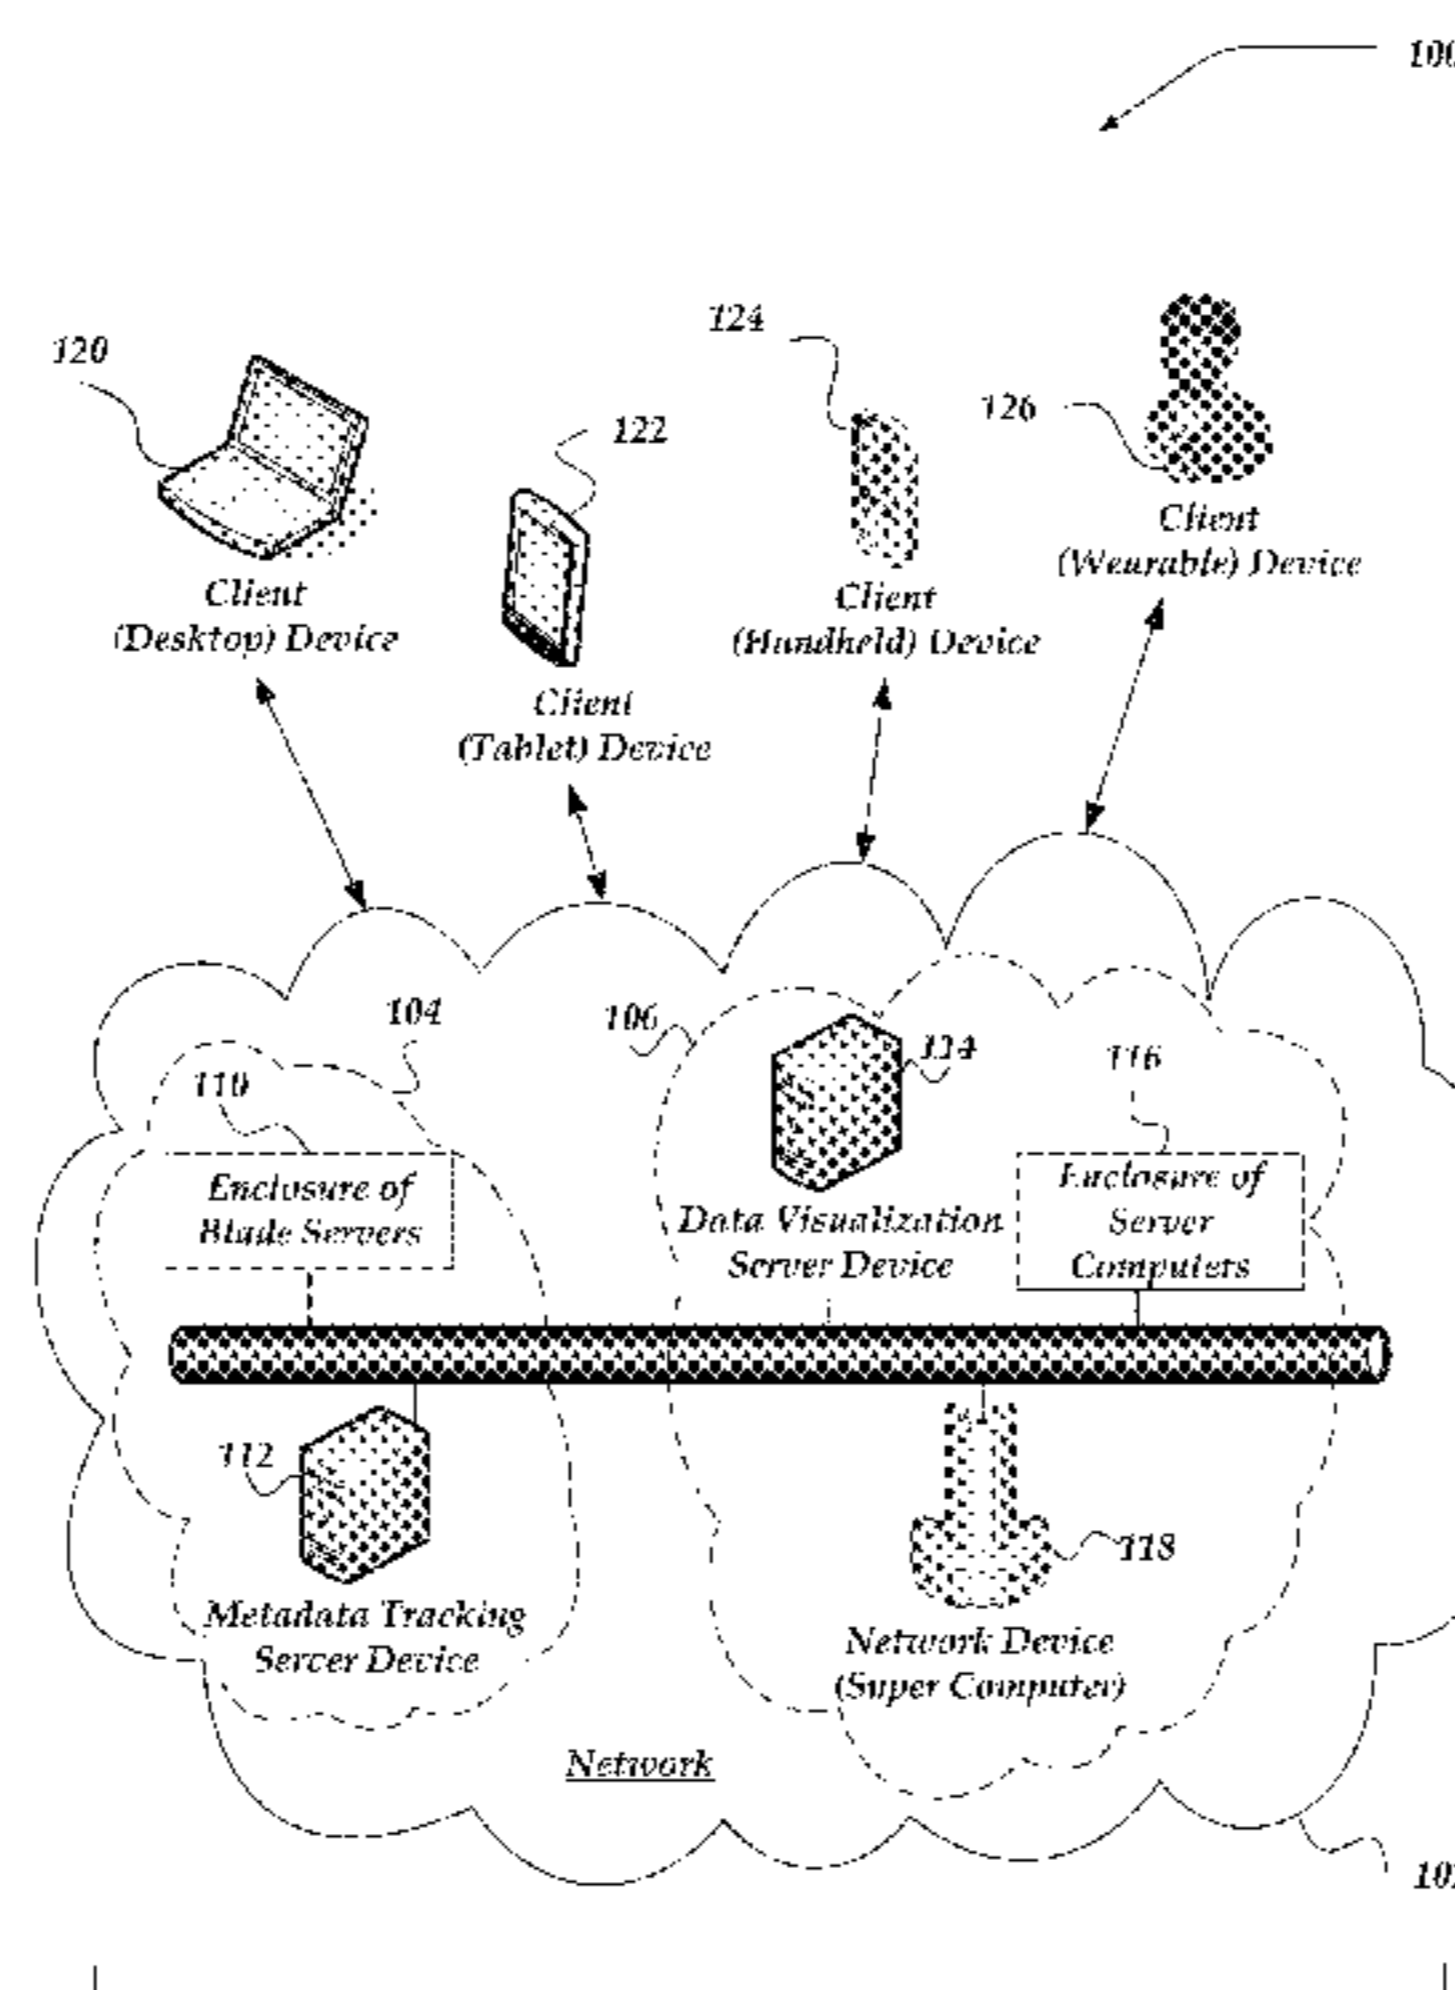 100
120
124
126
122
Client
(Wearable) Device
Client
(Desktop) Device
Client
(Handheld) Device
Client
(Tablet) Device
104
106
114
116
110
Enclosure of
Blade Servers
Enclosure of
Server
Computers
Data Visualization
Server Device
112
118
Metadata Tracking
Server Device
Network Device
(Super Computer)
Network